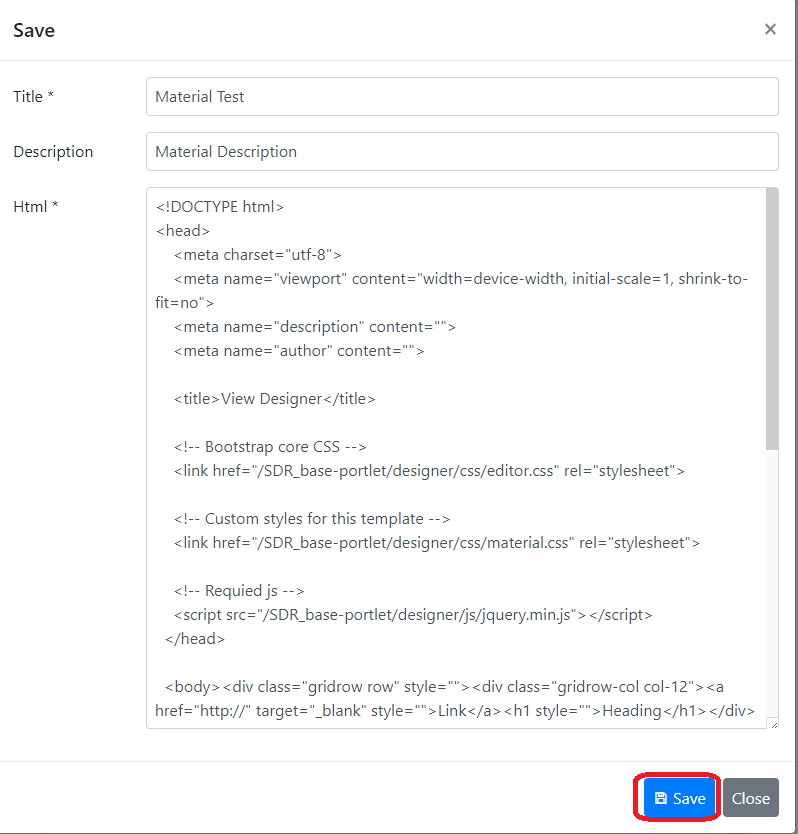 Save ×
Title * Material Test
Description Material Description
Html * <!DOCTYPE html>
<head>
<meta charset="utf-8">
<meta name="viewport" content="width=device-width, initial-scale=1, shrink-to-
fit=no">
<meta name="description" content="">
<meta name="author" content="">
<title>View Designer</title>
<!-- Bootstrap core CSS -->
<link href="/SDR_base-portlet/designer/css/editor.css" rel="stylesheet">
<!-- Custom styles for this template -->
<link href="/SDR_base-portlet/designer/css/material.css" rel="stylesheet">
<!-- Requied js -->
<script src="/SDR_base-portlet/designer/js/jquery.min.js"></script>
</head>
<body><div class="gridrow row" style=""><div class="gridrow-col col-12"><a
href="http://" target="_blank" style="">Link</a><h1 style="">Heading</h1></div>
Save Close